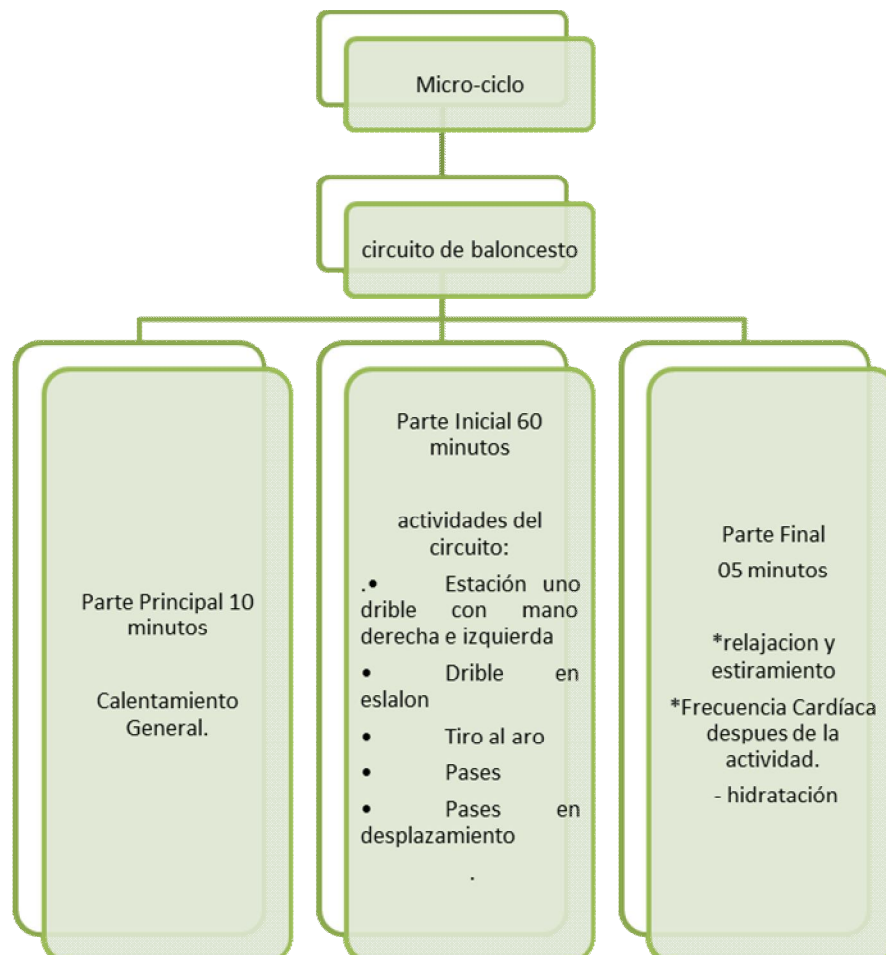 Micro-ciclo
circuito de baloncesto
Parte Principal 10
minutos
Calentamiento
General.
Parte Inicial 60
minutos
actividades del
circuito:
.• Estación uno
drible con mano
derecha e izquierda
• Drible en
eslalon
• Tiro al aro
• Pases
• Pases en
desplazamiento
.
Parte Final
05 minutos
*relajacion y
estiramiento
*Frecuencia Cardíaca
despues de la
actividad.
- hidratación